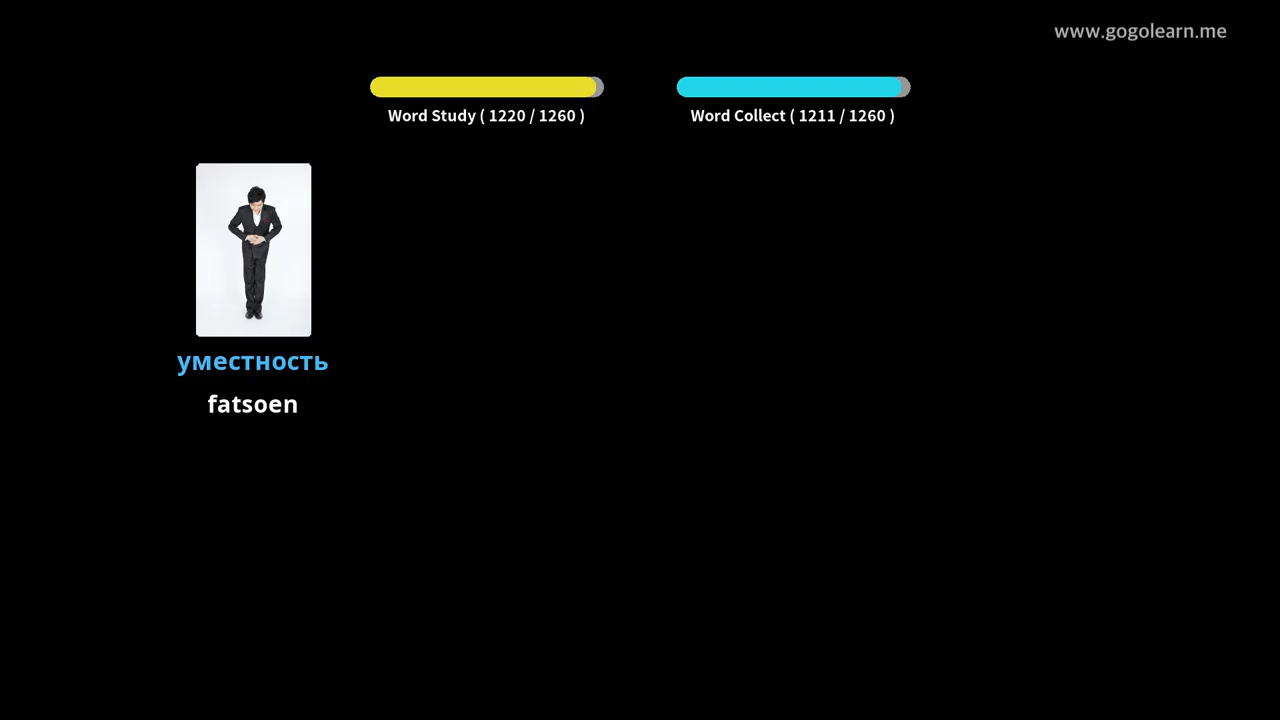 www.gogolearn.me
Word Study ( 1220 / 1260 )
Word Collect ( 1211 / 1260 )
уместность
fatsoen